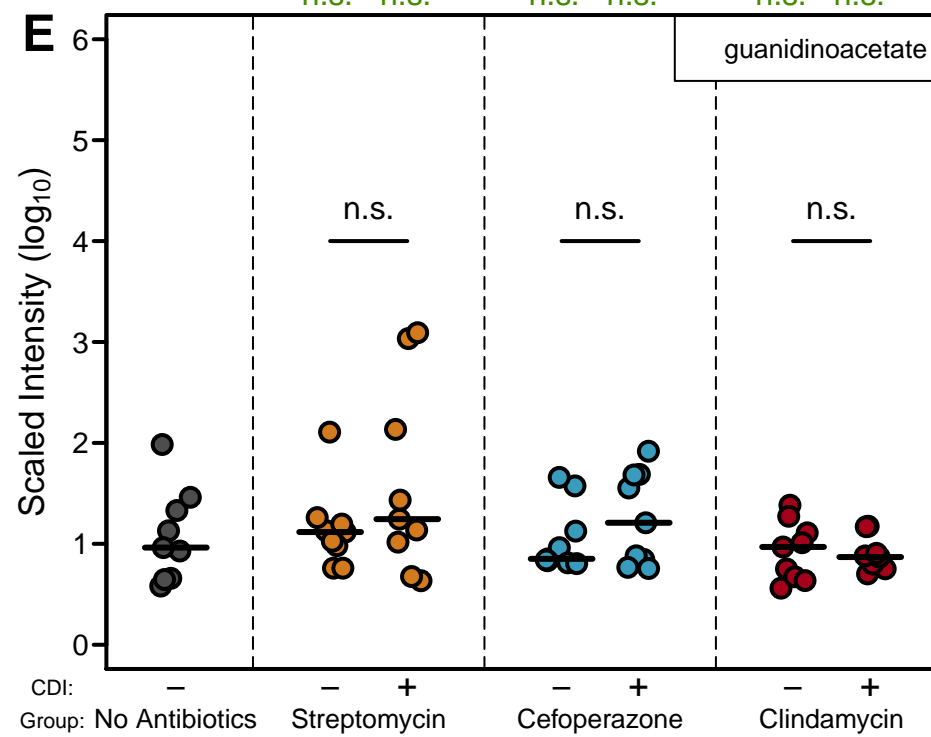 n.s. n.s. n.s. n.s. n.s. n.s.
E
guanidinoacetate
Scaled Intensity (log10)
6
5
4
3
2
1
0
n.s. n.s. n.s.
CDI: − − + − + − +
Group: No Antibiotics Streptomycin Cefoperazone Clindamycin